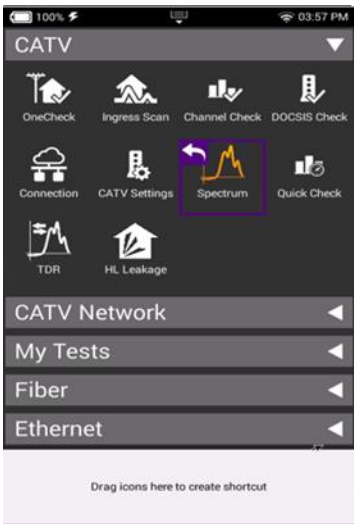 100% 03:57 PM
CATV
OneCheck Ingress Scan Channel Check DOCSIS Check
Connection CATV Settings Spectrum Quick Check
TDR HL Leakage
CATV Network
My Tests
Fiber
Ethernet
Drag icons here to create shortcut